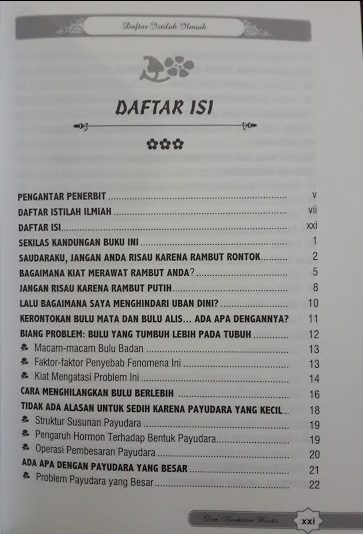 Daftar Istilah Ilmiah
DAFTAR ISI
PENGANTAR PENERBIT ........ v
DAFTAR ISTILAH ILMIAH ........ vii
DAFTAR ISI ........ xxi
SEKILAS KANDUNGAN BUKU INI ........ 1
SAUDARAKU, JANGAN ANDA RISAU KARENA RAMBUT RONTOK ........ 2
BAGAIMANA KIAT MERAWAT RAMBUT ANDA? ........ 5
JANGAN RISAU KARENA RAMBUT PUTIH ........ 8
LALU BAGAIMANA SAYA MENGHINDARI UBAN DINI? ........ 10
KERONTOKAN BULU MATA DAN BULU ALIS... ADA APA DENGANNYA? 11
BIANG PROBLEM: BULU YANG TUMBUH LEBIH PADA TUBUH ........ 12
Macam-macam Bulu Badan ........ 13
Faktor-faktor Penyebab Fenomena Ini ........ 13
Kiat Mengatasi Problem Ini ........ 14
CARA MENGHILANGKAN BULU BERLEBIH ........ 16
TIDAK ADA ALASAN UNTUK SEDIH KARENA PAYUDARA YANG KECIL .. 18
Struktur Susunan Payudara ........ 19
Pengaruh Hormon Terhadap Bentuk Payudara ........ 19
Operasi Pembesaran Payudara ........ 20
ADA APA DENGAN PAYUDARA YANG BESAR ........ 21
Problem Payudara yang Besar ........ 22
Dan Kesehatan Wanita xxi